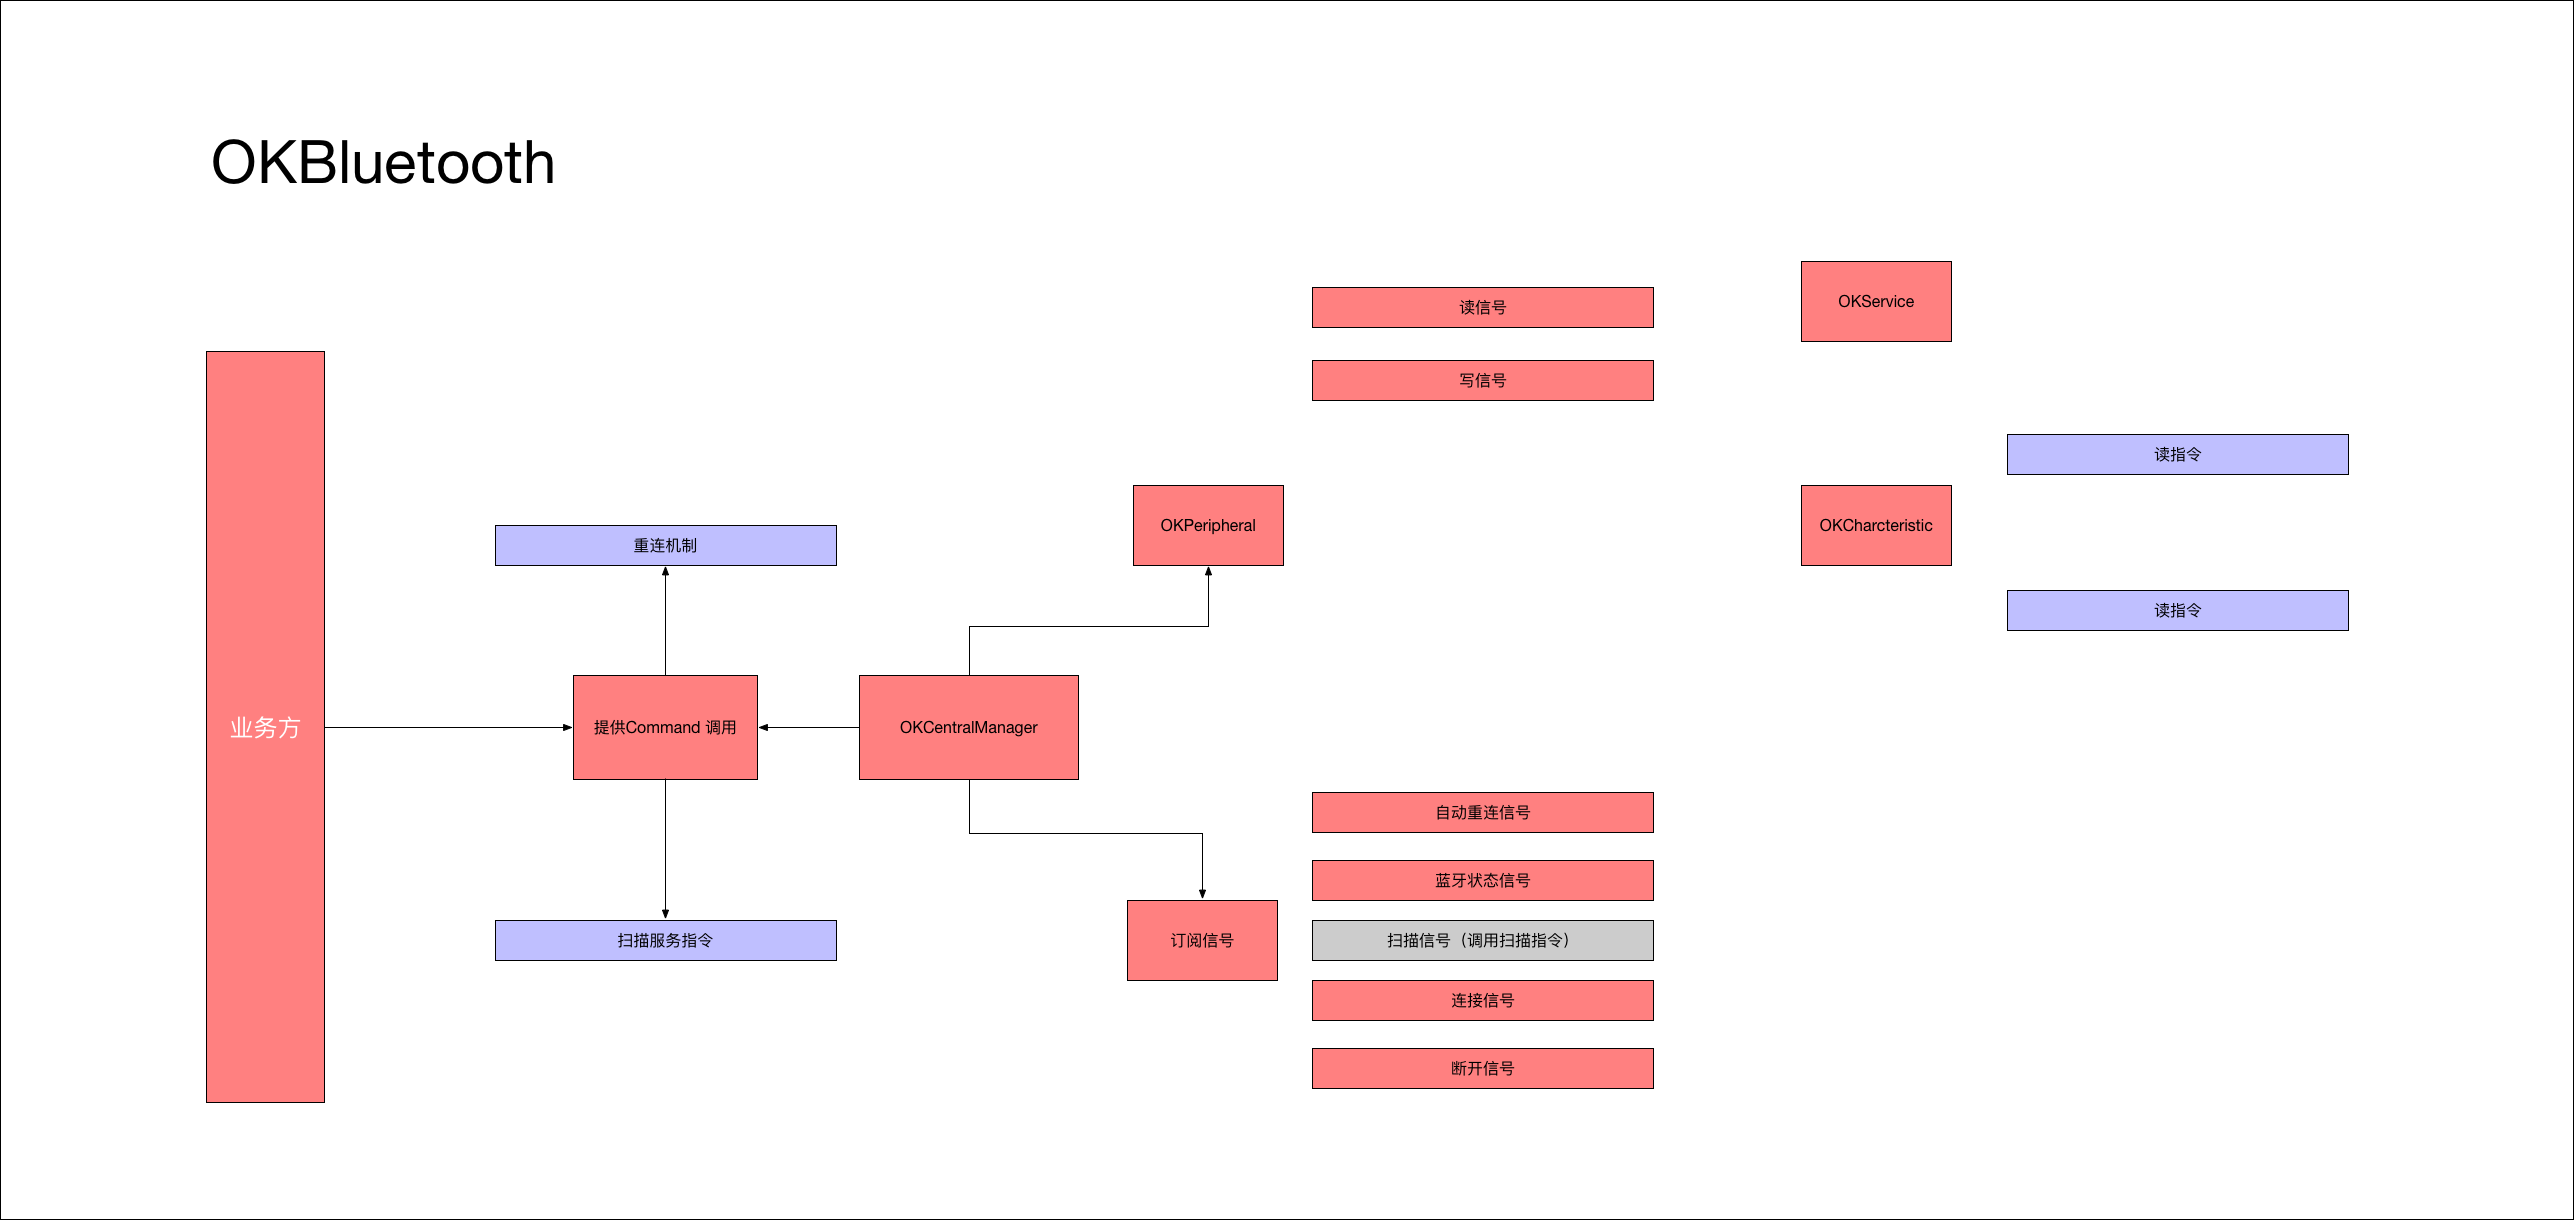 OKBluetooth
OKService
读信号
写信号
读指令
OKPeripheral
OKCharcteristic
重连机制
读指令
业务方
提供Command 调用
OKCentralManager
自动重连信号
蓝牙状态信号
扫描服务指令
订阅信号
扫描信号（调用扫描指令）
连接信号
断开信号